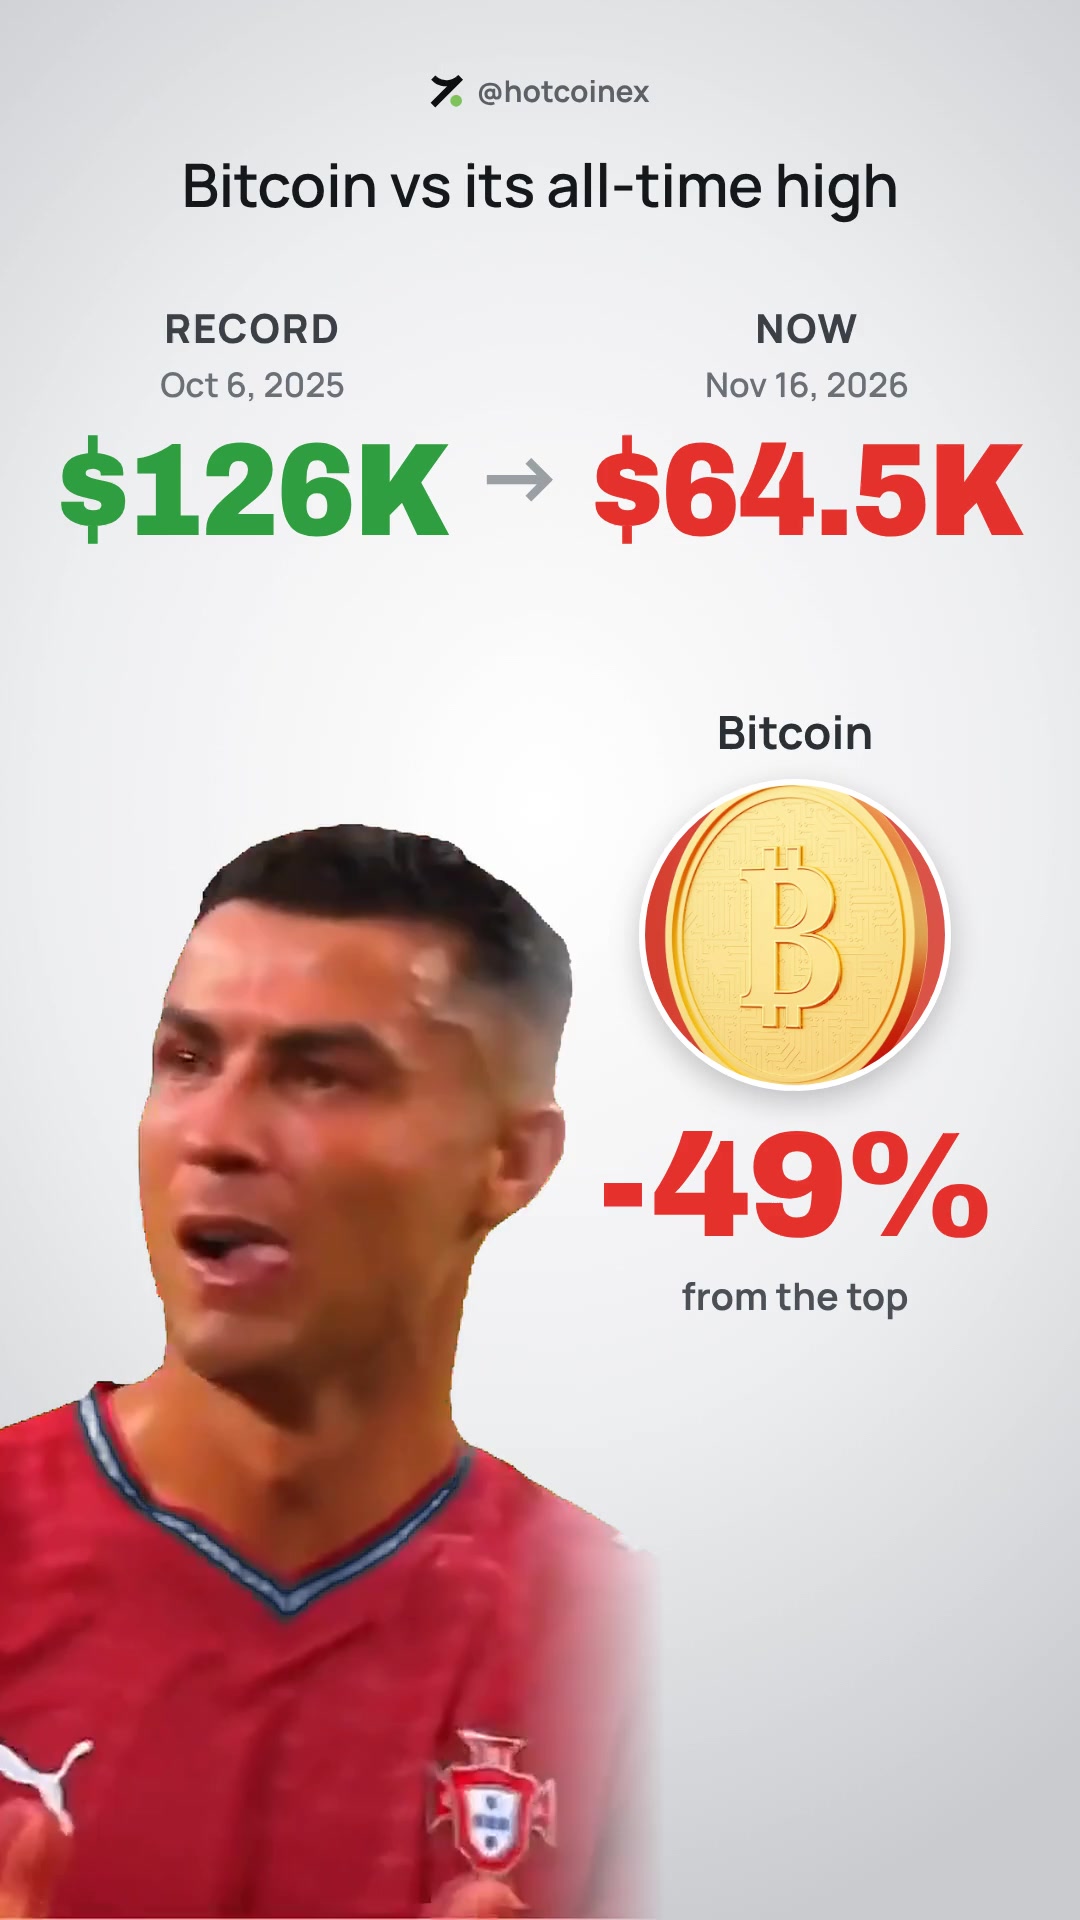 @hotcoinex
Bitcoin vs its all-time high
RECORD
Oct 6, 2025
$126K
→
NOW
Nov 16, 2026
$64.5K
Bitcoin
-49%
from the top